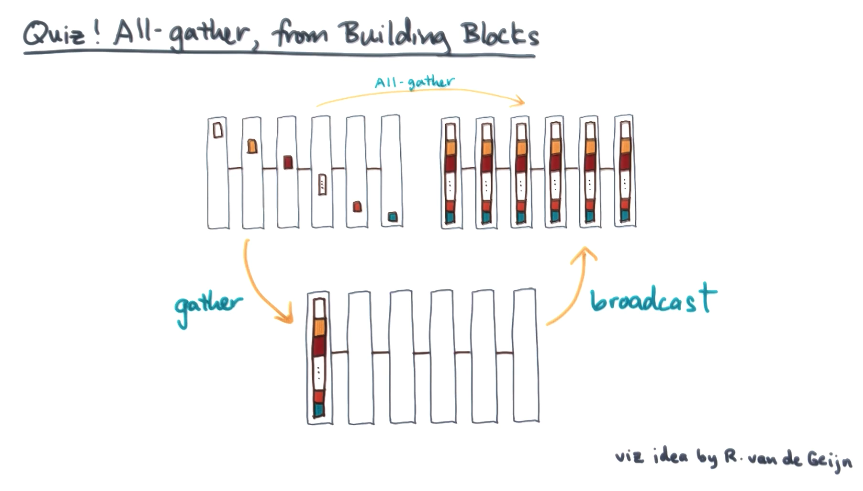 Quiz! All-gather, from Building Blocks
All-gather
gather
broadcast
viz idea by R. van de Geijn